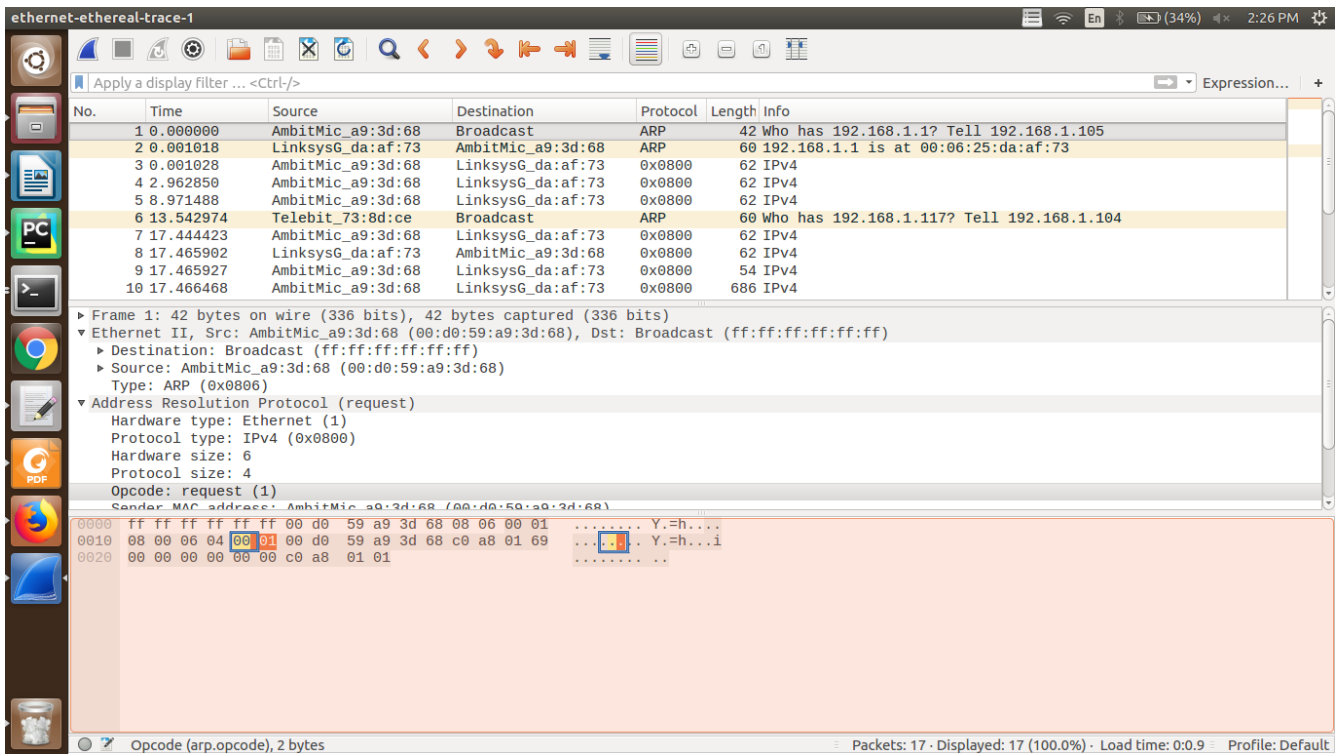 ethernet-ethereal-trace-1 En (34%) 2:26 PM
Apply a display filter … <Ctrl-/> Expression… +
No. Time Source Destination Protocol Length Info
1 0.000000 AmbitMic_a9:3d:68 Broadcast ARP 42 Who has 192.168.1.1? Tell 192.168.1.105
2 0.001018 LinksysG_da:af:73 AmbitMic_a9:3d:68 ARP 60 192.168.1.1 is at 00:06:25:da:af:73
3 0.001028 AmbitMic_a9:3d:68 LinksysG_da:af:73 0x0800 62 IPv4
4 2.962850 AmbitMic_a9:3d:68 LinksysG_da:af:73 0x0800 62 IPv4
5 8.971488 AmbitMic_a9:3d:68 LinksysG_da:af:73 0x0800 62 IPv4
6 13.542974 Telebit_73:8d:ce Broadcast ARP 60 Who has 192.168.1.117? Tell 192.168.1.104
7 17.444423 AmbitMic_a9:3d:68 LinksysG_da:af:73 0x0800 62 IPv4
8 17.465902 LinksysG_da:af:73 AmbitMic_a9:3d:68 0x0800 62 IPv4
9 17.465927 AmbitMic_a9:3d:68 LinksysG_da:af:73 0x0800 54 IPv4
10 17.466468 AmbitMic_a9:3d:68 LinksysG_da:af:73 0x0800 686 IPv4
Frame 1: 42 bytes on wire (336 bits), 42 bytes captured (336 bits)
Ethernet II, Src: AmbitMic_a9:3d:68 (00:d0:59:a9:3d:68), Dst: Broadcast (ff:ff:ff:ff:ff:ff)
Destination: Broadcast (ff:ff:ff:ff:ff:ff)
Source: AmbitMic_a9:3d:68 (00:d0:59:a9:3d:68)
Type: ARP (0x0806)
Address Resolution Protocol (request)
Hardware type: Ethernet (1)
Protocol type: IPv4 (0x0800)
Hardware size: 6
Protocol size: 4
Opcode: request (1)
Sender MAC address: AmbitMic_a9:3d:68 (00:d0:59:a9:3d:68)
0000 ff ff ff ff ff ff 00 d0 59 a9 3d 68 08 06 00 01 ........ Y.=h....
0010 08 00 06 04 00 01 00 d0 59 a9 3d 68 c0 a8 01 69 ........ Y.=h...i
0020 00 00 00 00 00 00 c0 a8 01 01 ........ ..
PC
PDF
Opcode (arp.opcode), 2 bytes Packets: 17 · Displayed: 17 (100.0%) · Load time: 0:0.9 Profile: Default